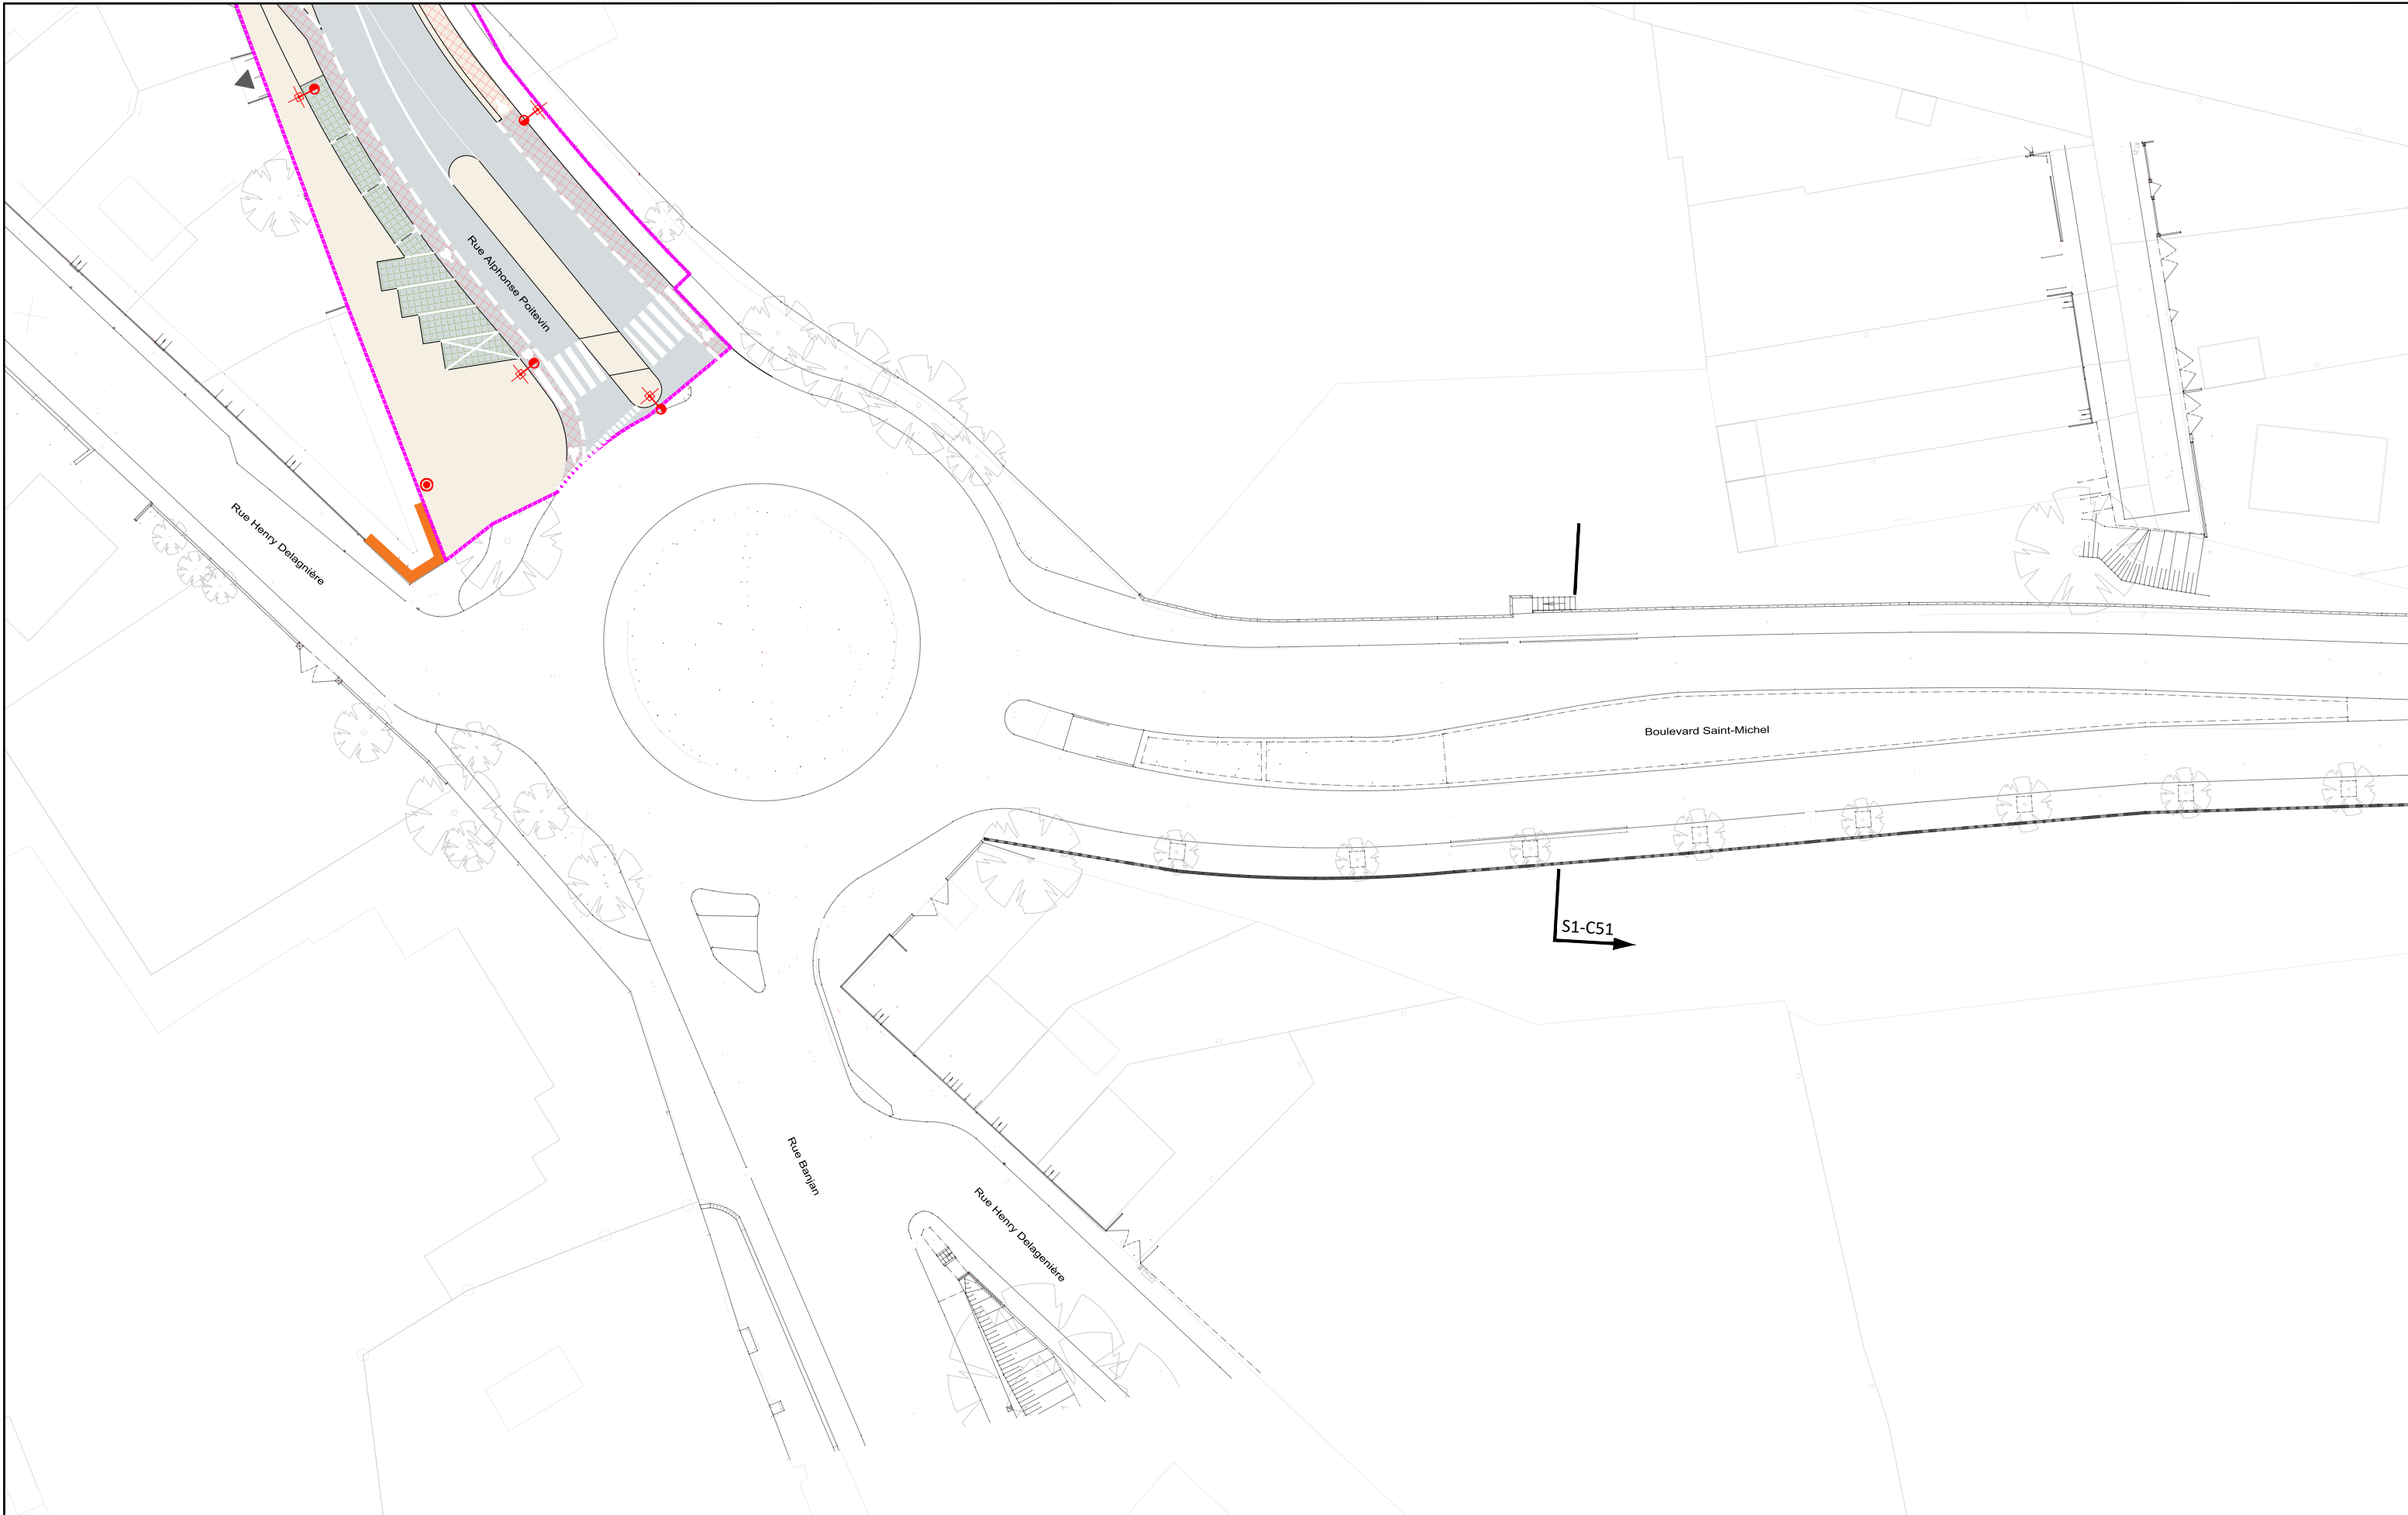 Rue Alphonse Poitevin
Rue Henry Delagnière
Boulevard Saint-Michel
S1-C51
Rue Banjan
Rue Henry Delagenière